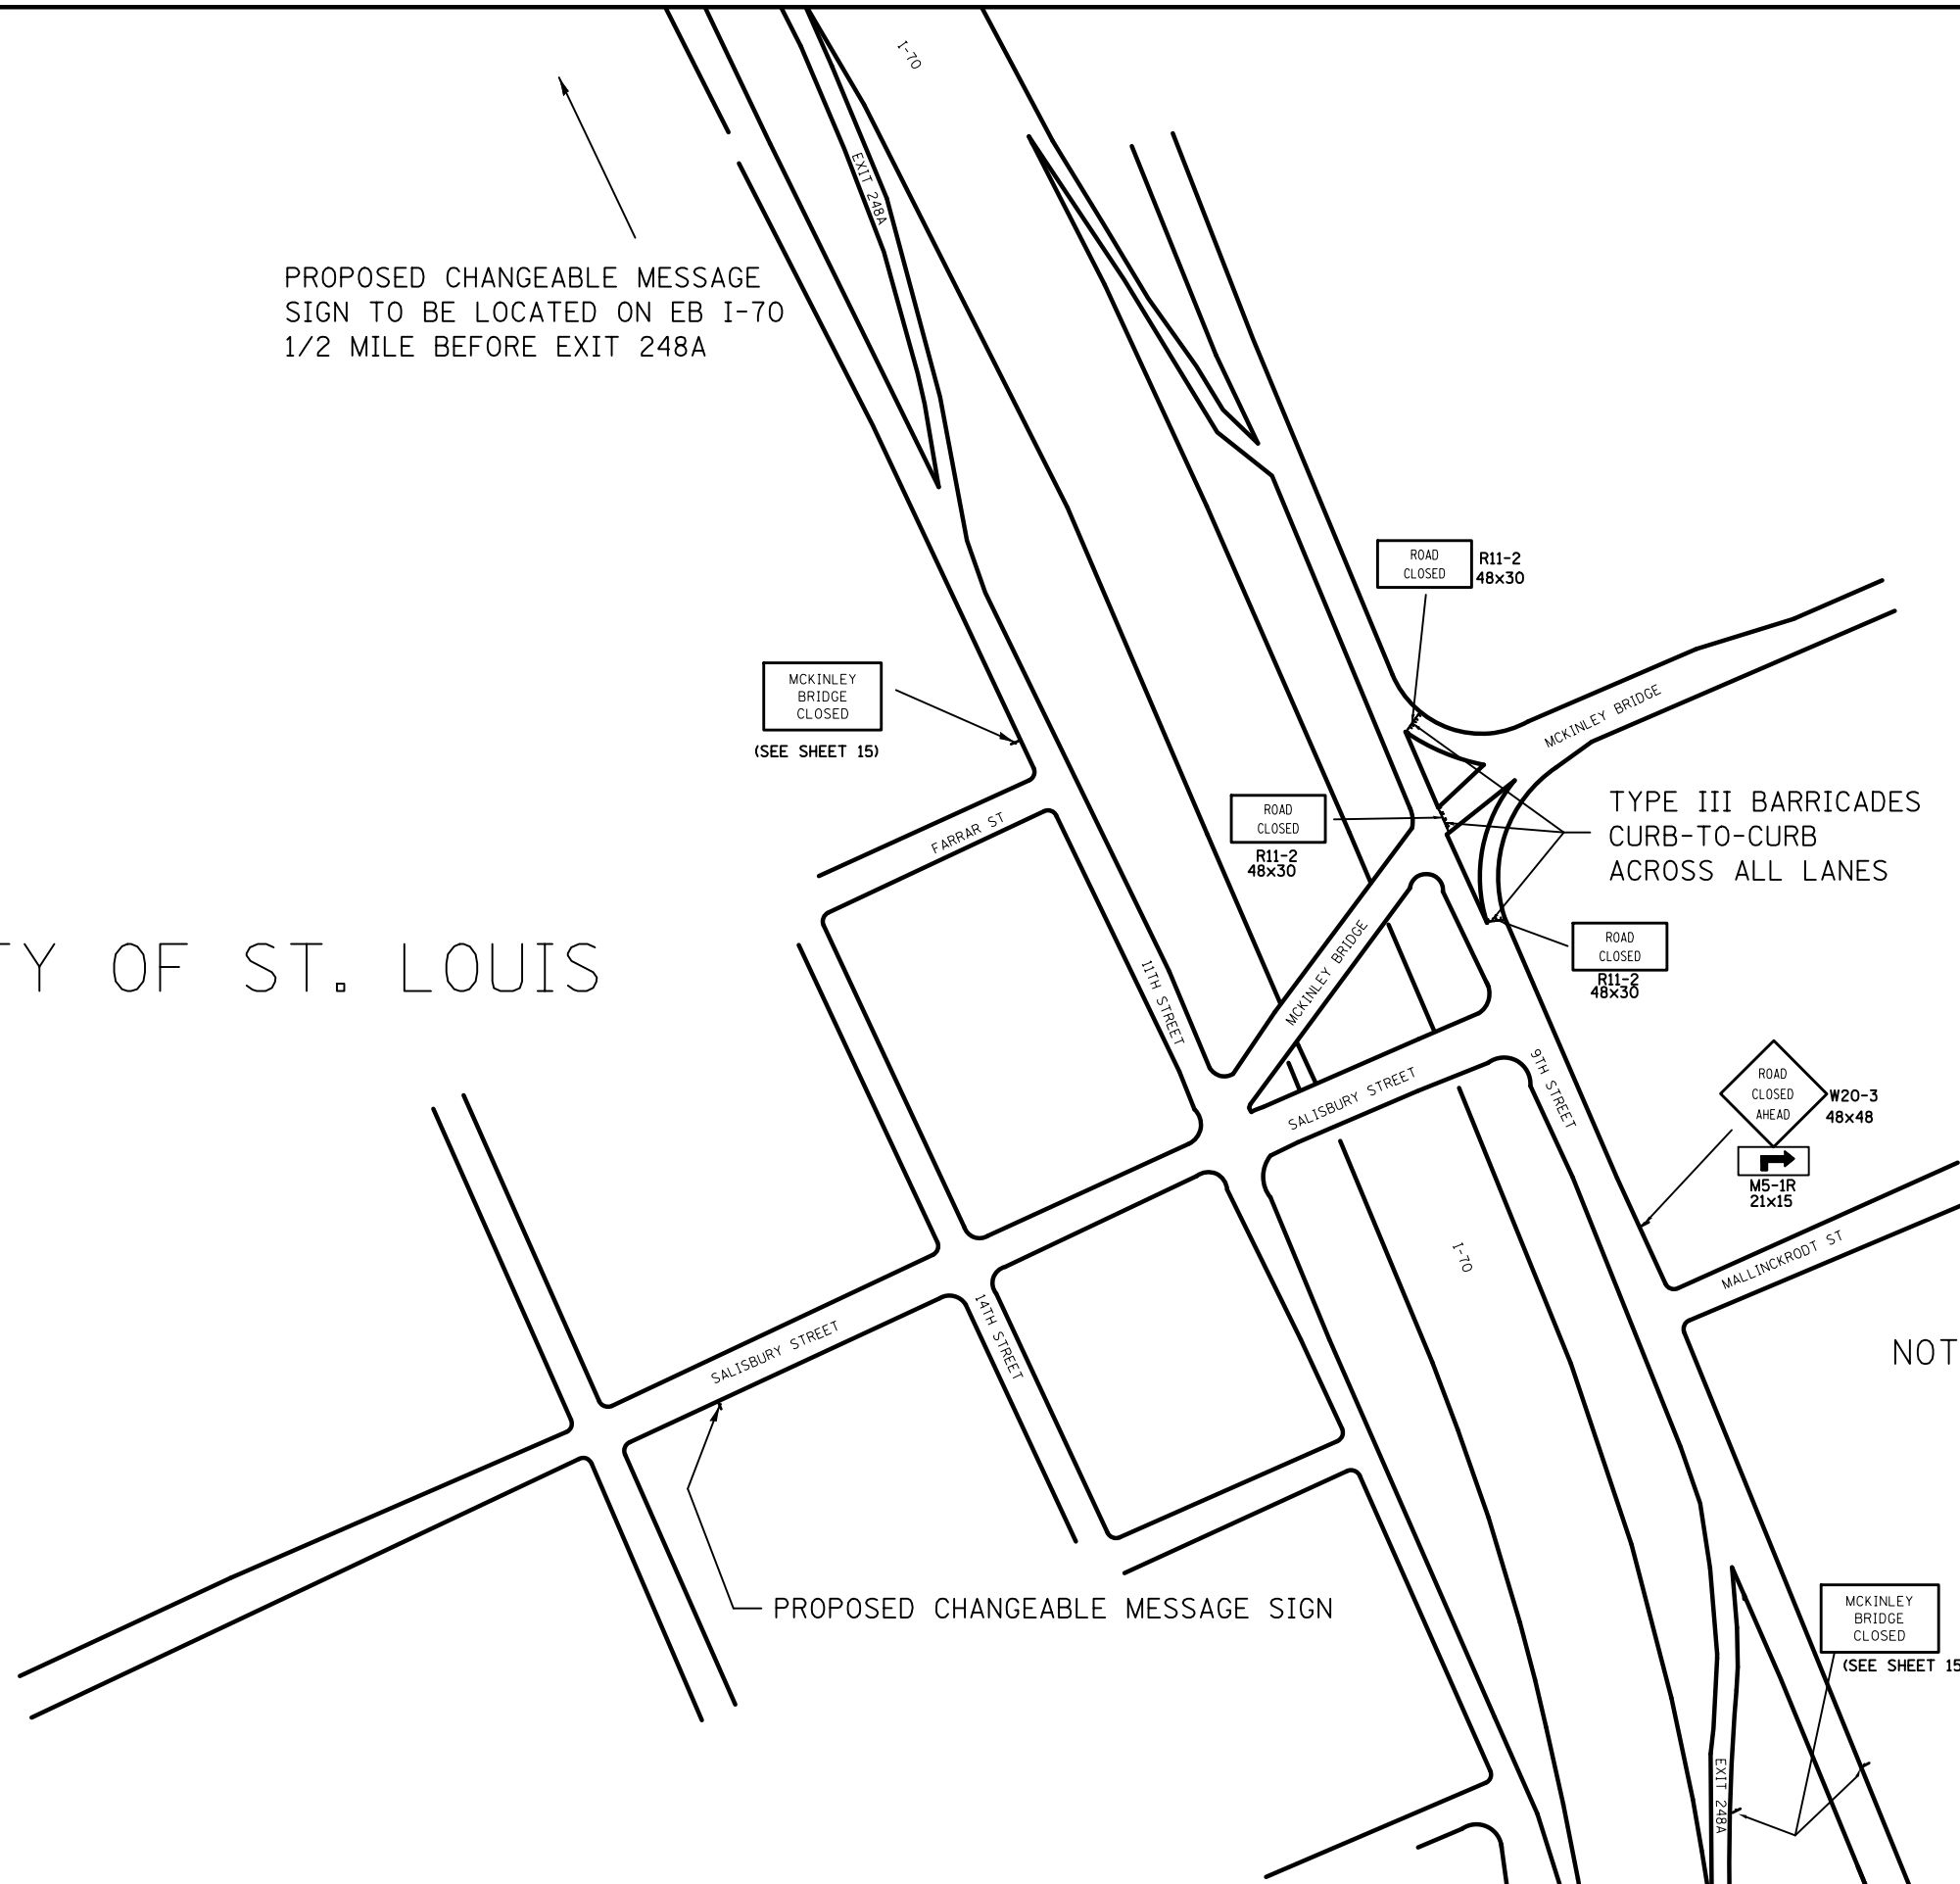 I-70
EXIT 248A
PROPOSED CHANGEABLE MESSAGE
SIGN TO BE LOCATED ON EB I-70
1/2 MILE BEFORE EXIT 248A
ROAD
CLOSED
R11-2
48x30
MCKINLEY
BRIDGE
CLOSED
(SEE SHEET 15)
MCKINLEY BRIDGE
ROAD
CLOSED
R11-2
48x30
TYPE III BARRICADES
CURB-TO-CURB
ACROSS ALL LANES
FARRAR ST
TY OF ST. LOUIS
11TH STREET
MCKINLEY BRIDGE
ROAD
CLOSED
R11-2
48x30
SALISBURY STREET
9TH STREET
ROAD
CLOSED
AHEAD
W20-3
48x48
M5-1R
21x15
I-70
MALLINCKRODT ST
14TH STREET
SALISBURY STREET
NOT
PROPOSED CHANGEABLE MESSAGE SIGN
MCKINLEY
BRIDGE
CLOSED
(SEE SHEET 15
EXIT 248A